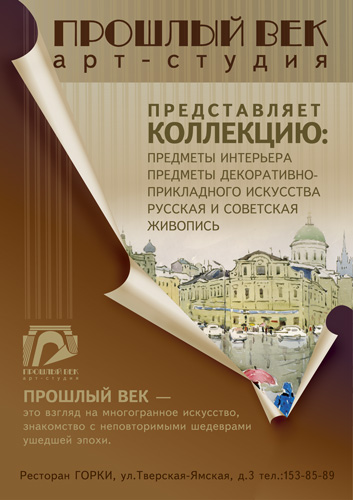 ПРОШЛЫЙ ВЕК
арт-студия
ПРЕДСТАВЛЯЕТ
КОЛЛЕКЦИЮ:
ПРЕДМЕТЫ ИНТЕРЬЕРА
ПРЕДМЕТЫ ДЕКОРАТИВНО-
ПРИКЛАДНОГО ИСКУССТВА
РУССКАЯ И СОВЕТСКАЯ
ЖИВОПИСЬ
ПРОШЛЫЙ ВЕК
арт-студия
ПРОШЛЫЙ ВЕК —
это взгляд на многогранное искусство,
знакомство с неповторимыми шедеврами
ушедшей эпохи.
Ресторан ГОРКИ, ул.Тверская-Ямская, д.3 тел.:153-85-89